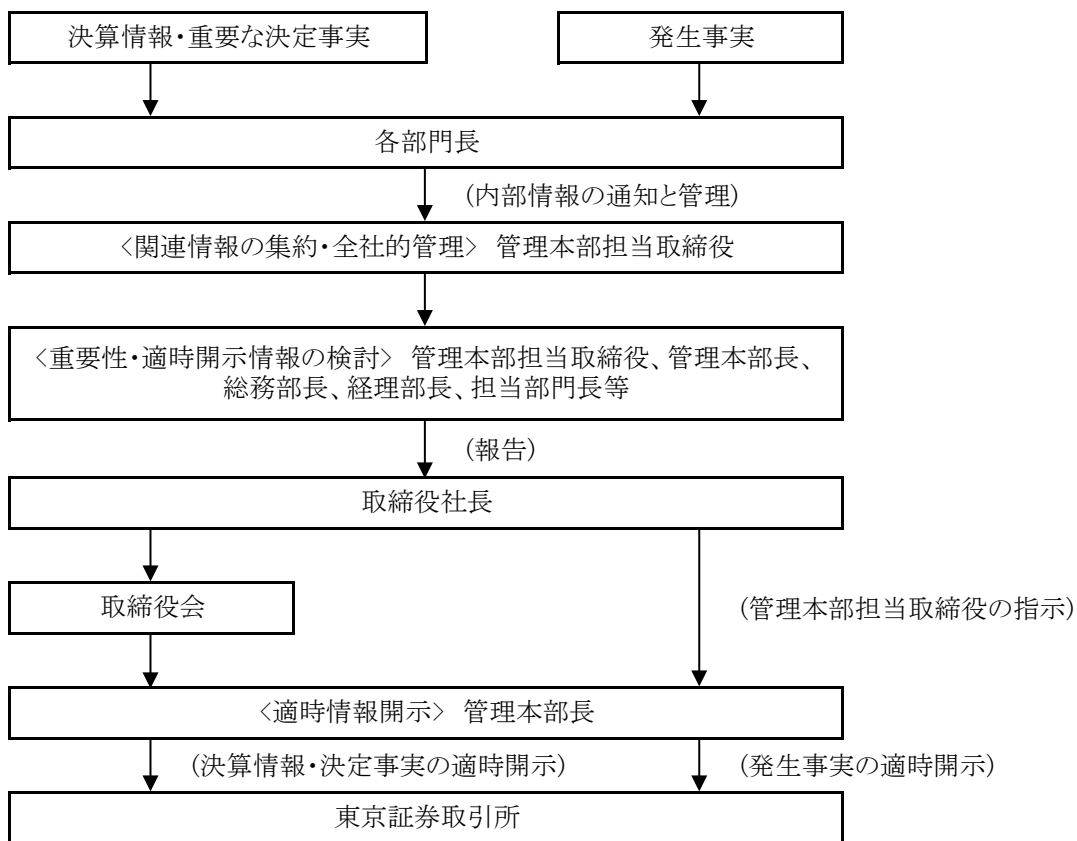 決算情報・重要な決定事実
発生事実
各部門長
(内部情報の通知と管理)
〈関連情報の集約・全社的管理〉 管理本部担当取締役
〈重要性・適時開示情報の検討〉 管理本部担当取締役、管理本部長、
総務部長、経理部長、担当部門長等
(報告)
取締役社長
取締役会
(管理本部担当取締役の指示)
〈適時情報開示〉 管理本部長
(決算情報・決定事実の適時開示)
(発生事実の適時開示)
東京証券取引所